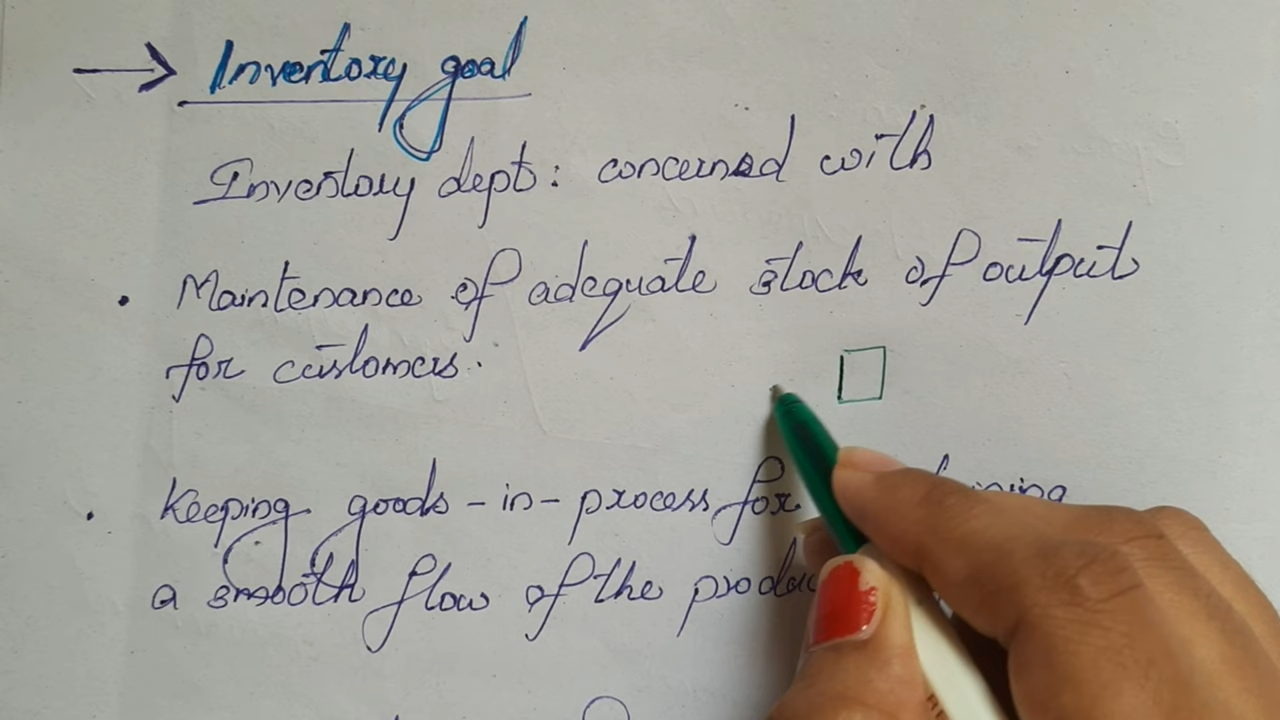 → Inventory goal
Inventory dept: concerned with
• Maintenance of adequate stock of output
for customers.
• Keeping goods-in-process for
a smooth flow of the